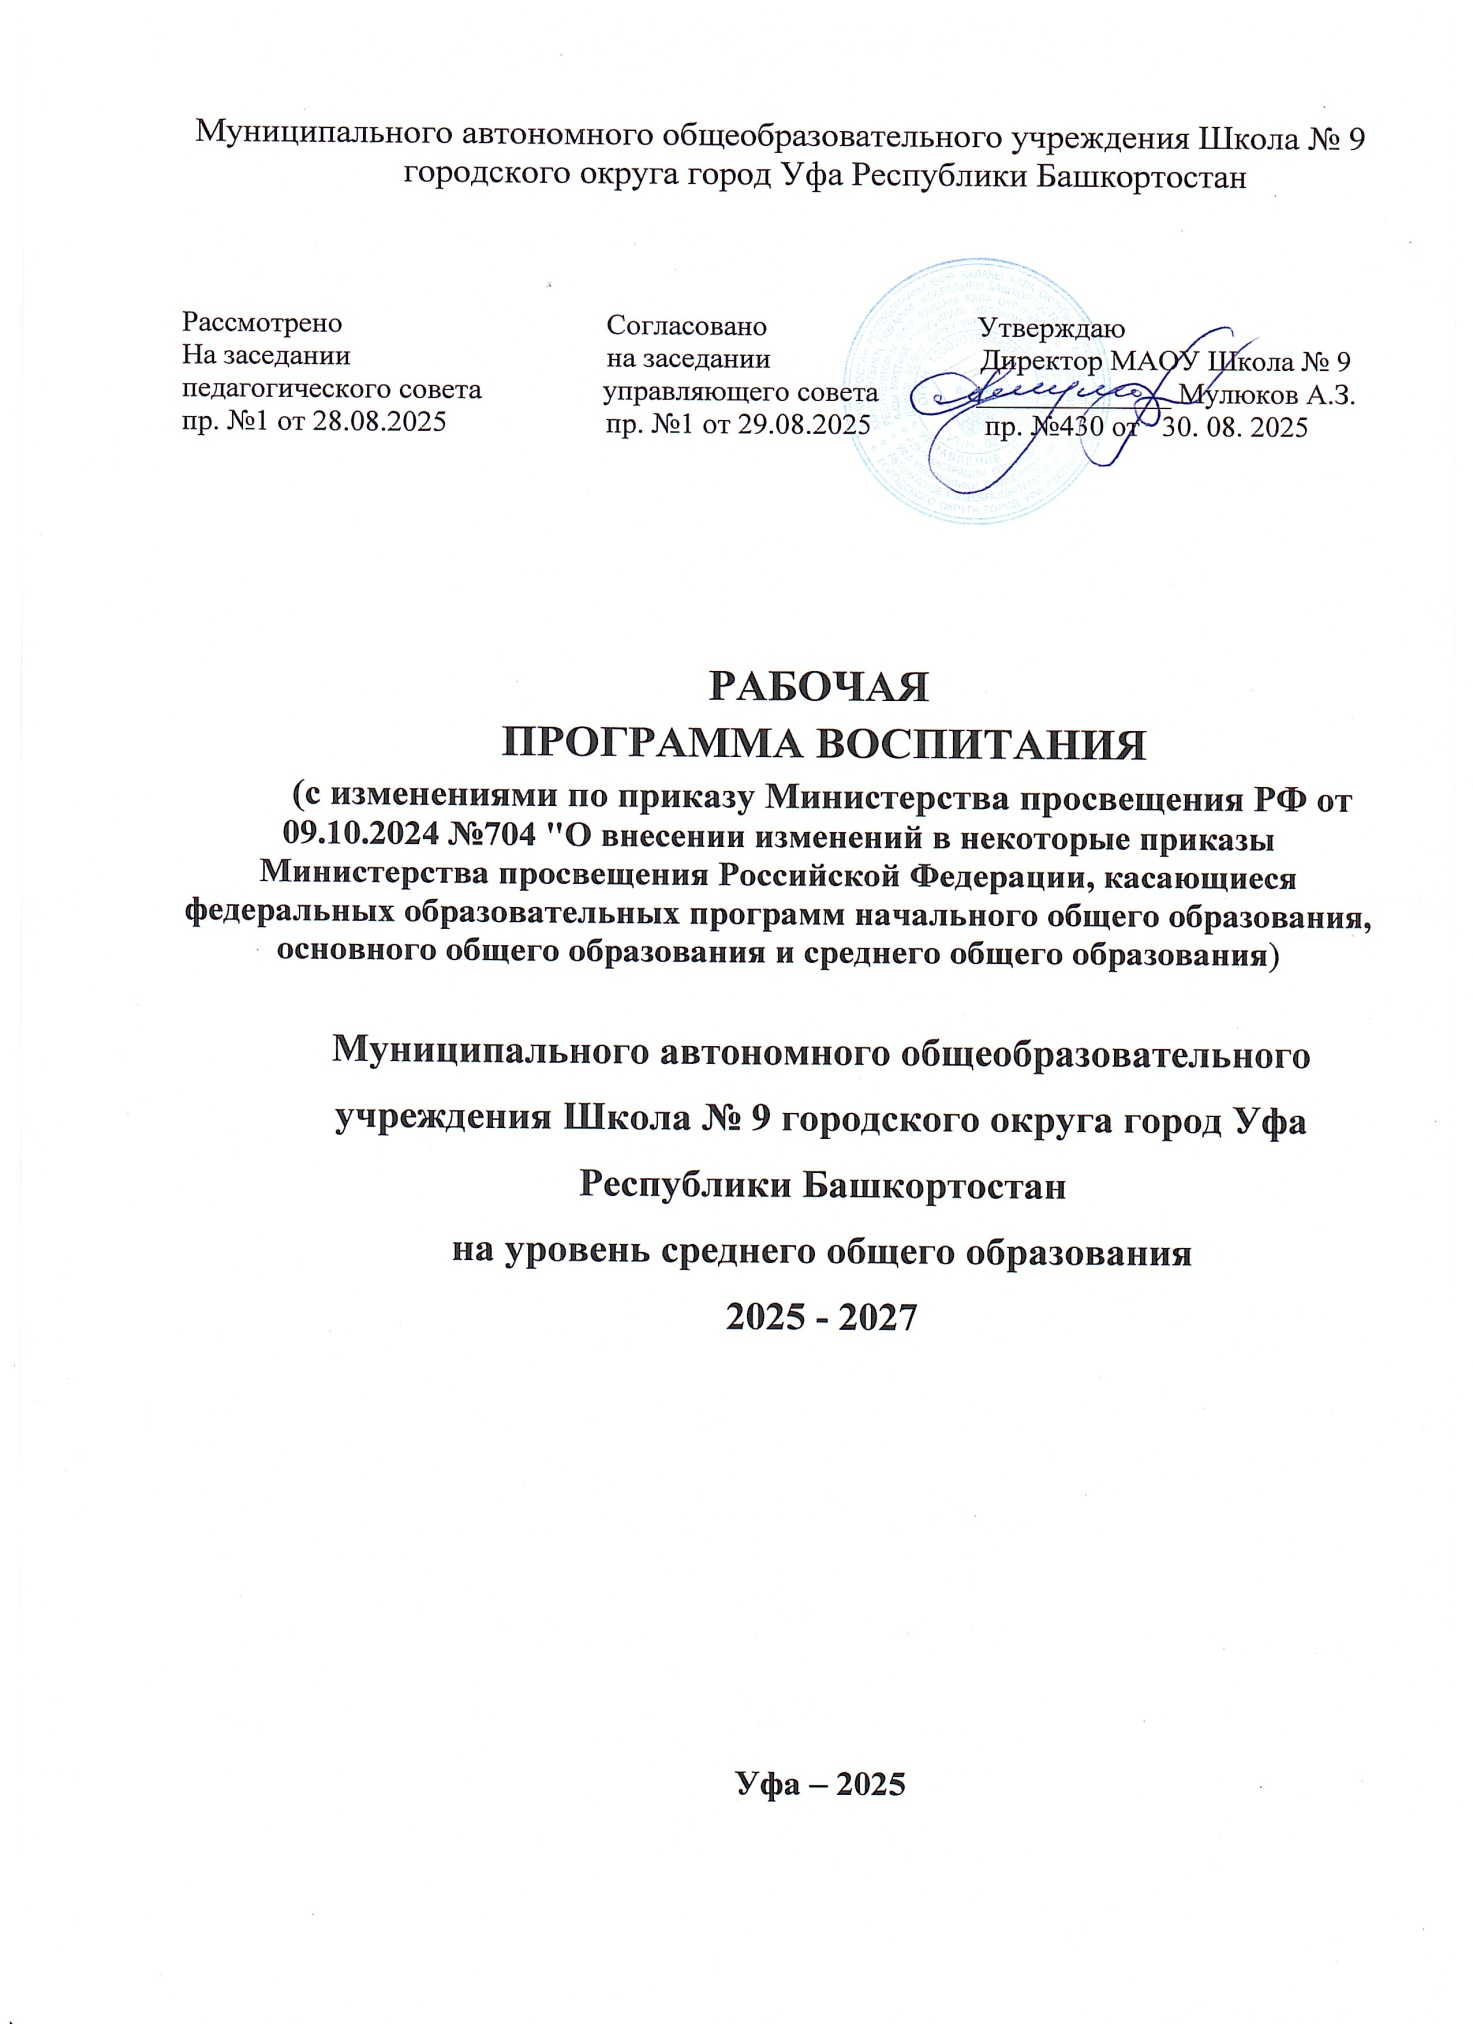 Муниципального автономного общеобразовательного учреждения Школа № 9
городского округа город Уфа Республики Башкортостан
Рассмотрено
На заседании
педагогического совета
пр. №1 от 28.08.2025
Согласовано
на заседании
управляющего совета
пр. №1 от 29.08.2025
Утверждаю
Директор МАОУ Школа № 9
______________Мулюков А.З.
пр. №430 от 30. 08. 2025
РАБОЧАЯ
ПРОГРАММА ВОСПИТАНИЯ
(с изменениями по приказу Министерства просвещения РФ от
09.10.2024 №704 "О внесении изменений в некоторые приказы
Министерства просвещения Российской Федерации, касающиеся
федеральных образовательных программ начального общего образования,
основного общего образования и среднего общего образования)
Муниципального автономного общеобразовательного
учреждения Школа № 9 городского округа город Уфа
Республики Башкортостан
на уровень среднего общего образования
2025 - 2027
Уфа – 2025